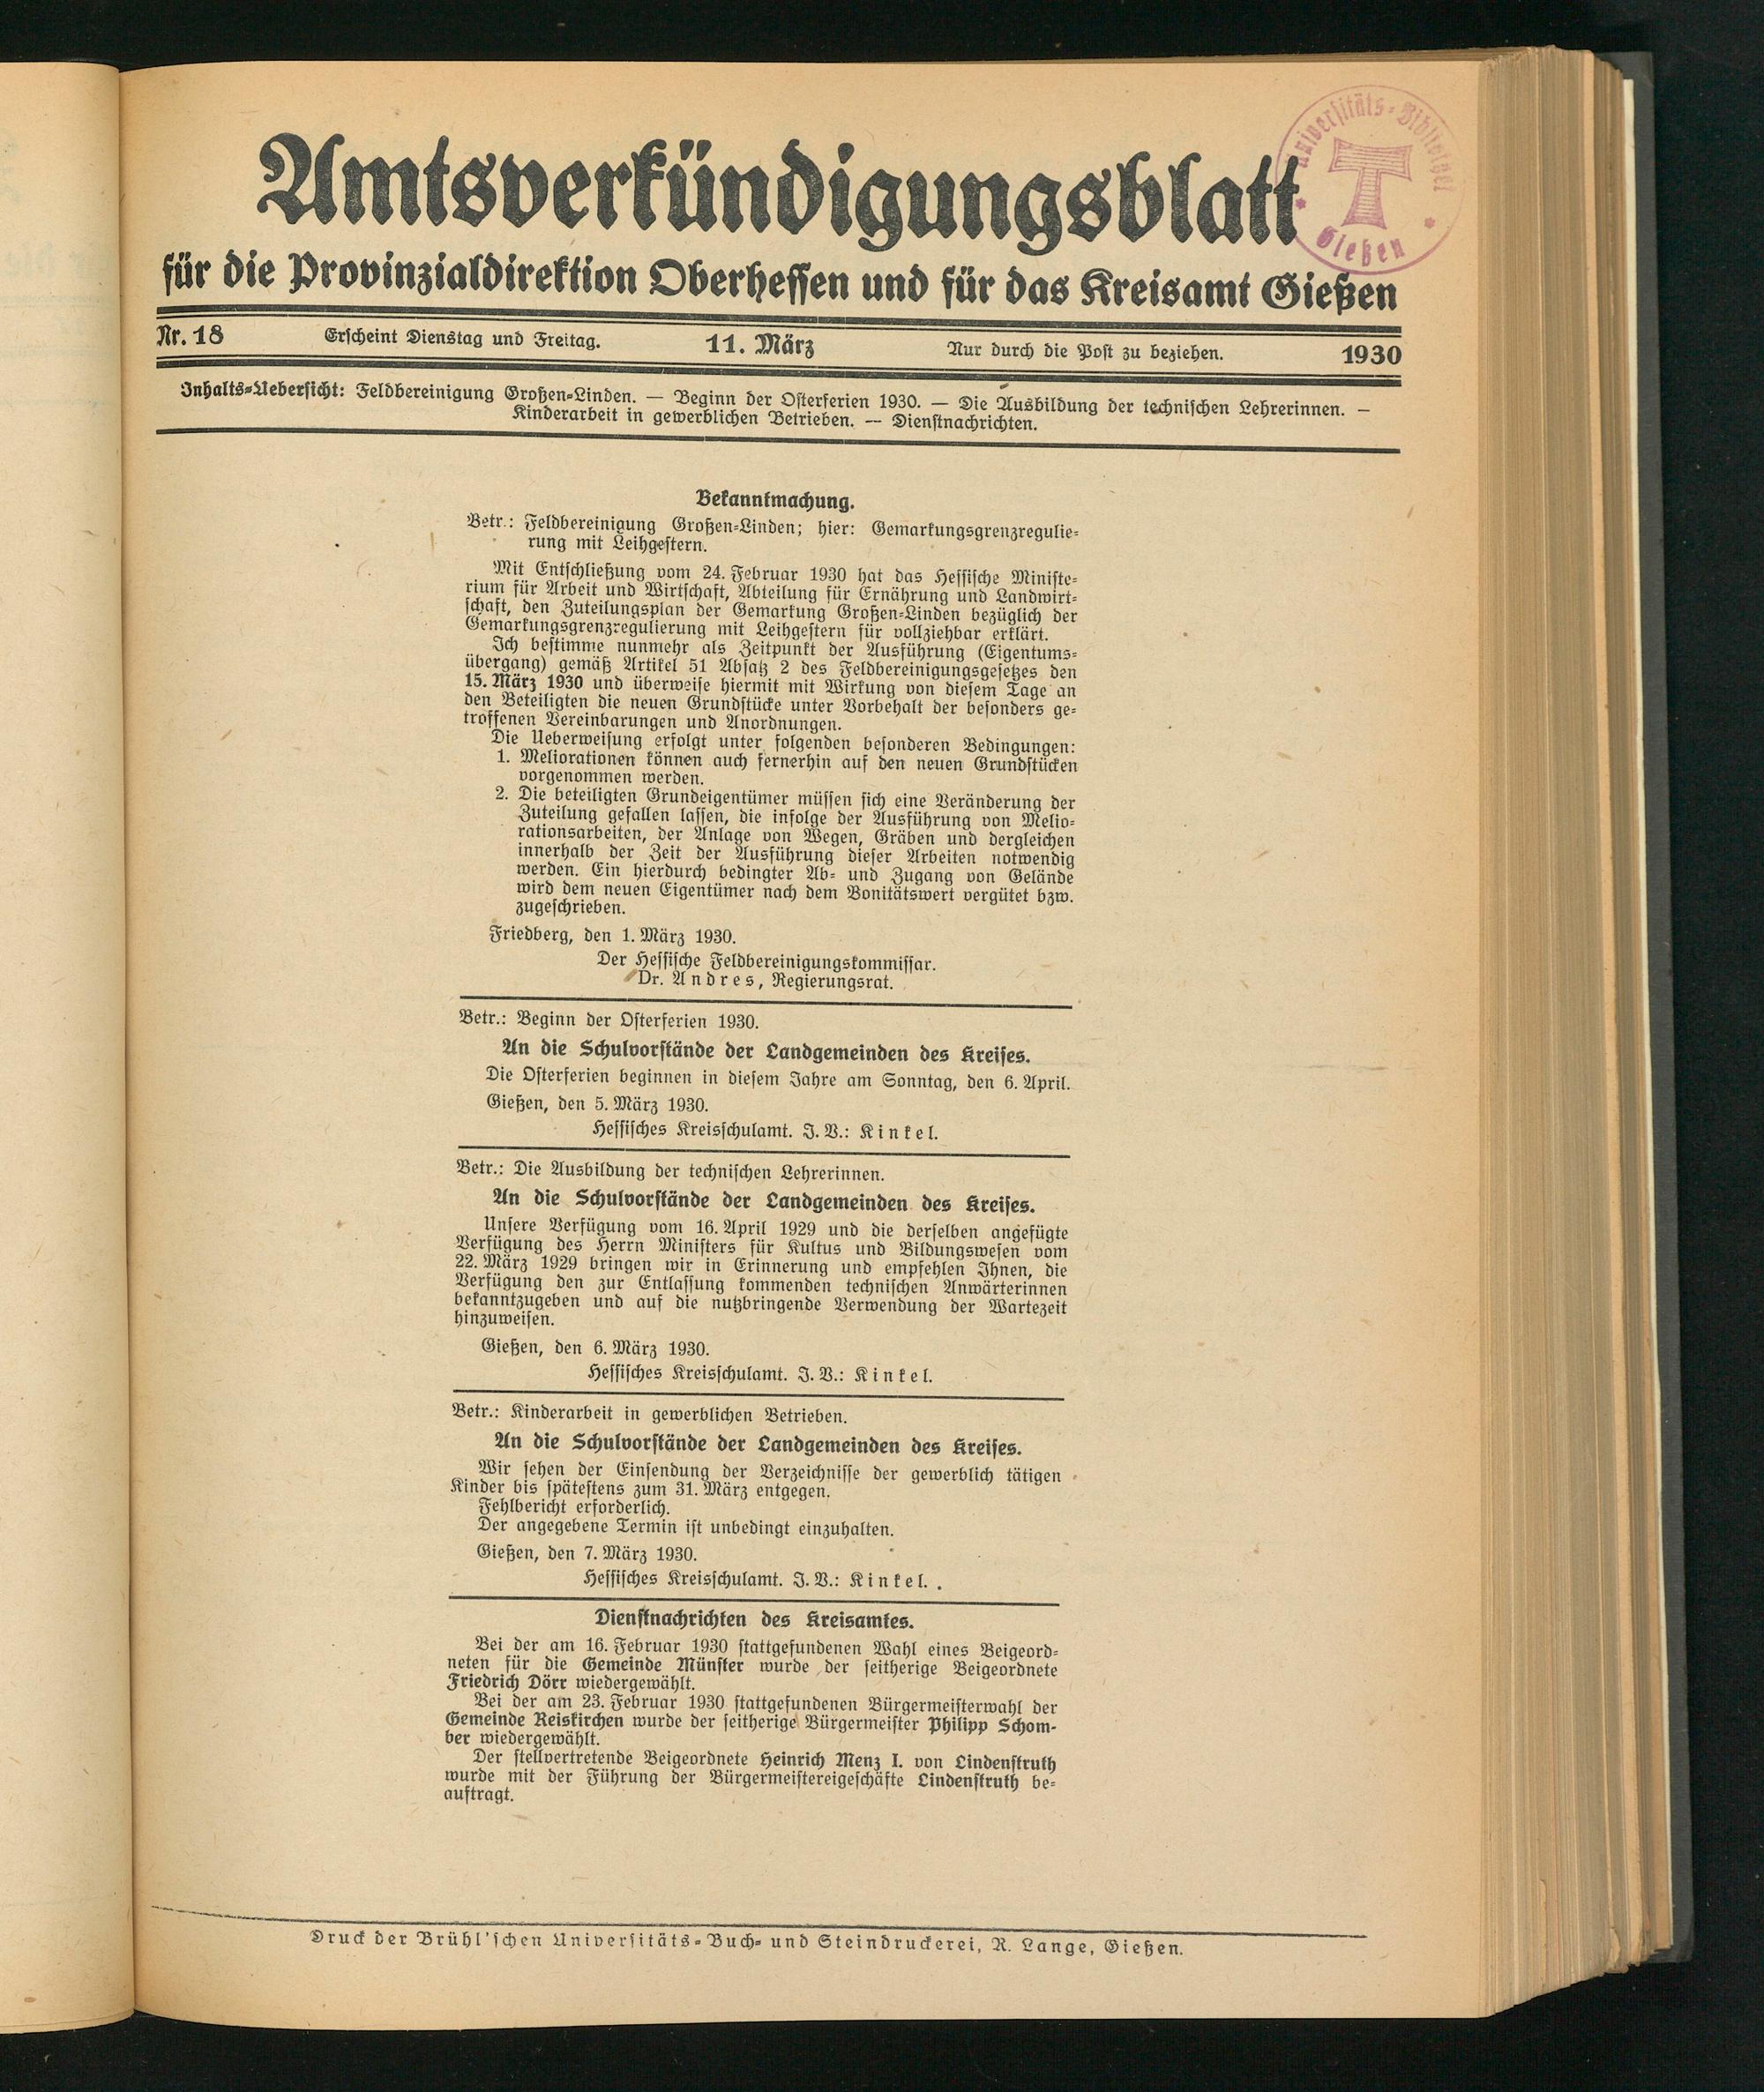 Universitäts-Bibliothek
Gießen
Amtsverkündigungsblatt
für die Provinzialdirektion Oberhessen und für das Kreisamt Gießen
Nr. 18 Erscheint Dienstag und Freitag. 11. März Nur durch die Post zu beziehen. 1930
Inhalts-Uebersicht: Feldbereinigung Großen-Linden. — Beginn der Osterferien 1930. — Die Ausbildung der technischen Lehrerinnen. —
Kinderarbeit in gewerblichen Betrieben. — Dienstnachrichten.
Bekanntmachung.
Betr.: Feldbereinigung Großen-Linden; hier: Gemarkungsgrenzregulie-
rung mit Leihgestern.
Mit Entschließung vom 24. Februar 1930 hat das Hessische Ministe-
rium für Arbeit und Wirtschaft, Abteilung für Ernährung und Landwirt-
schaft, den Zuteilungsplan der Gemarkung Großen-Linden bezüglich der
Gemarkungsgrenzregulierung mit Leihgestern für vollziehbar erklärt.
Ich bestimme nunmehr als Zeitpunkt der Ausführung (Eigentums-
übergang) gemäß Artikel 51 Absatz 2 des Feldbereinigungsgesetzes den
15. März 1930 und überweise hiermit mit Wirkung von diesem Tage an
den Beteiligten die neuen Grundstücke unter Vorbehalt der besonders ge-
troffenen Vereinbarungen und Anordnungen.
Die Ueberweisung erfolgt unter folgenden besonderen Bedingungen:
1. Meliorationen können auch fernerhin auf den neuen Grundstücken
vorgenommen werden.
2. Die beteiligten Grundeigentümer müssen sich eine Veränderung der
Zuteilung gefallen lassen, die infolge der Ausführung von Melio-
rationsarbeiten, der Anlage von Wegen, Gräben und dergleichen
innerhalb der Zeit der Ausführung dieser Arbeiten notwendig
werden. Ein hierdurch bedingter Ab- und Zugang von Gelände
wird dem neuen Eigentümer nach dem Bonitätswert vergütet bzw.
zugeschrieben.
Friedberg, den 1. März 1930.
Der Hessische Feldbereinigungskommissar.
Dr. Andres, Regierungsrat.
Betr.: Beginn der Osterferien 1930.
An die Schulvorstände der Landgemeinden des Kreises.
Die Osterferien beginnen in diesem Jahre am Sonntag, den 6. April.
Gießen, den 5. März 1930.
Hessisches Kreisschulamt. J. V.: Kinkel.
Betr.: Die Ausbildung der technischen Lehrerinnen.
An die Schulvorstände der Landgemeinden des Kreises.
Unsere Verfügung vom 16. April 1929 und die derselben angefügte
Verfügung des Herrn Ministers für Kultus und Bildungswesen vom
22. März 1929 bringen wir in Erinnerung und empfehlen Ihnen, die
Verfügung den zur Entlassung kommenden technischen Anwärterinnen
bekanntzugeben und auf die nutzbringende Verwendung der Wartezeit
hinzuweisen.
Gießen, den 6. März 1930.
Hessisches Kreisschulamt. J. V.: Kinkel.
Betr.: Kinderarbeit in gewerblichen Betrieben.
An die Schulvorstände der Landgemeinden des Kreises.
Wir sehen der Einsendung der Verzeichnisse der gewerblich tätigen
Kinder bis spätestens zum 31. März entgegen.
Fehlbericht erforderlich.
Der angegebene Termin ist unbedingt einzuhalten.
Gießen, den 7. März 1930.
Hessisches Kreisschulamt. J. V.: Kinkel.
Dienstnachrichten des Kreisamtes.
Bei der am 16. Februar 1930 stattgefundenen Wahl eines Beigeord-
neten für die Gemeinde Münster wurde der seitherige Beigeordnete
Friedrich Dörr wiedergewählt.
Bei der am 23. Februar 1930 stattgefundenen Bürgermeisterwahl der
Gemeinde Reiskirchen wurde der seitherige Bürgermeister Philipp Schom-
ber wiedergewählt.
Der stellvertretende Beigeordnete Heinrich Menz I. von Lindenstruth
wurde mit der Führung der Bürgermeistereigeschäfte Lindenstruth be-
auftragt.
Druck der Brühl'schen Universitäts-Buch- und Steindruckerei, R. Lange, Gießen.